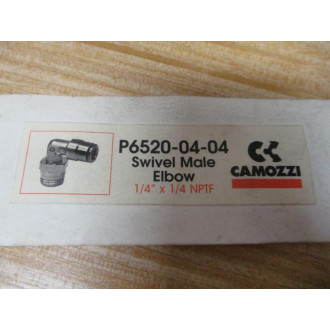 P6520-04-04
Swivel Male
Elbow
1/4" x 1/4 NPTF
CAMOZZI